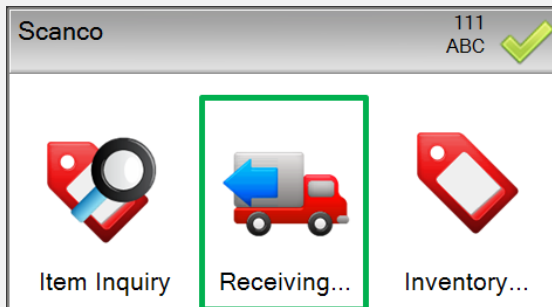 Scanco
111
ABC
Item Inquiry
Receiving...
Inventory...